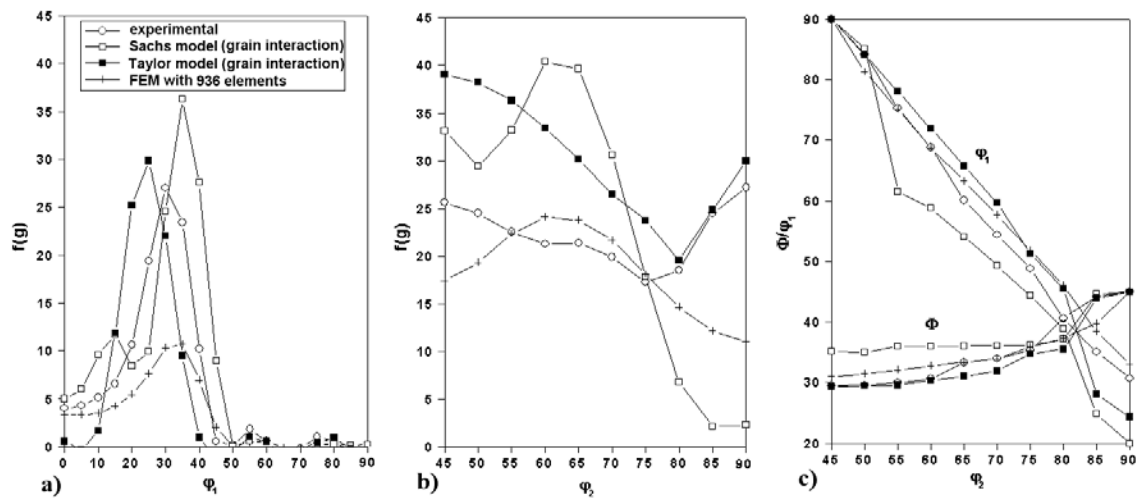 45
40
35
30
25
20
15
10
5
0
f(g)
experimental
Sachs model (grain interaction)
Taylor model (grain interaction)
FEM with 936 elements
0 10 20 30 40 50 60 70 80 90
a) φ1
45
40
35
30
25
20
15
10
5
0
f(g)
45 50 55 60 65 70 75 80 85 90
b) φ2
90
80
70
60
50
40
30
20
Φ/φ1
φ1
Φ
45 50 55 60 65 70 75 80 85 90
c) φ2